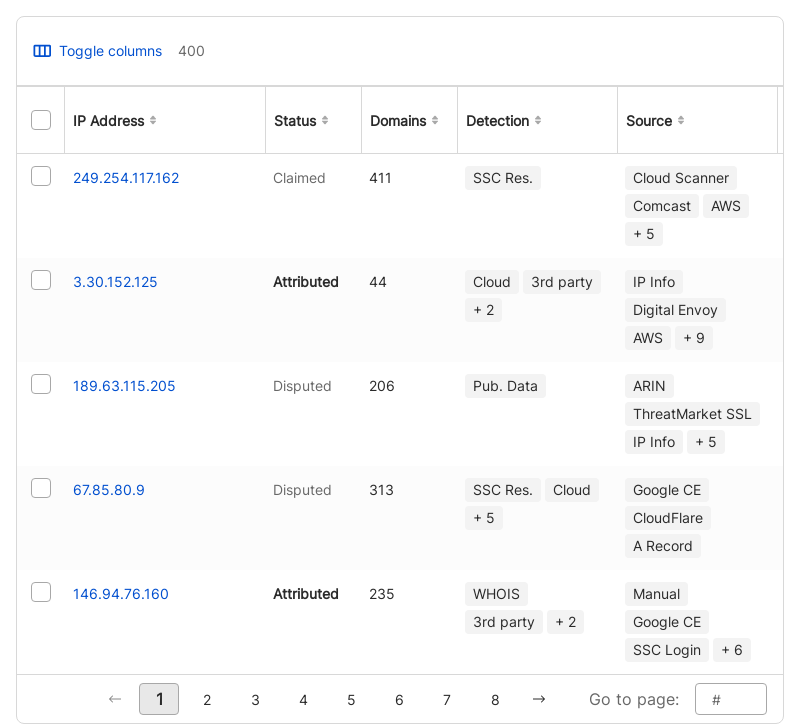 Toggle columns 400
IP Address Status Domains Detection Source
249.254.117.162 Claimed 411 SSC Res. Cloud Scanner
Comcast AWS
+ 5
3.30.152.125 Attributed 44 Cloud 3rd party IP Info
+ 2 Digital Envoy
AWS + 9
189.63.115.205 Disputed 206 Pub. Data ARIN
ThreatMarket SSL
IP Info + 5
67.85.80.9 Disputed 313 SSC Res. Cloud Google CE
+ 5 CloudFlare
A Record
146.94.76.160 Attributed 235 WHOIS Manual
3rd party + 2 Google CE
SSC Login + 6
← 1 2 3 4 5 6 7 8 → Go to page: #